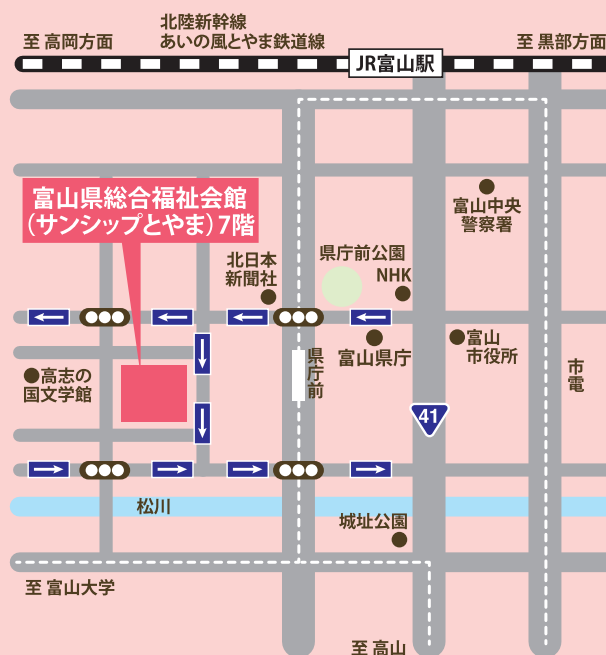 北陸新幹線
至 高岡方面
あいの風とやま鉄道線
至 黒部方面
JR富山駅
富山県総合福祉会館
（サンシップとやま）7階
富山中央
警察署
北日本
新聞社
県庁前公園
NHK
富山県庁
富山
市役所
高志の
国文学館
県庁前
市電
41
松川
城址公園
至 富山大学
至 高山